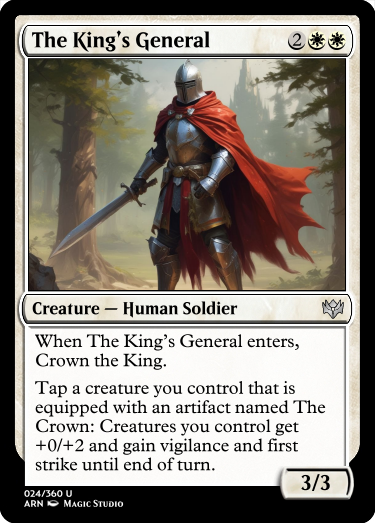 The King's General 2
Creature — Human Soldier
When The King's General enters,
Crown the King.
Tap a creature you control that is
equipped with an artifact named The
Crown: Creatures you control get
+0/+2 and gain vigilance and first
strike until end of turn.
3/3
024/360 U
ARN Magic Studio